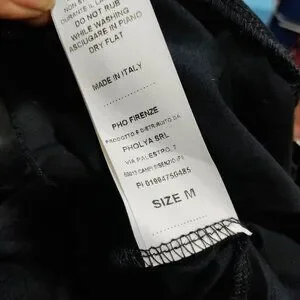 DO NOT RUB
WHILE WASHING
ASCIUGARE IN PIANO
DRY FLAT
MADE IN ITALY
PHO FIRENZE
PRODOTTO E DISTRIBUITO DA
PHOLYA SRL
VIA PALESTRO, 7
50013 CAMPI BISENZIO (FI)
PI 01984750485
SIZE M